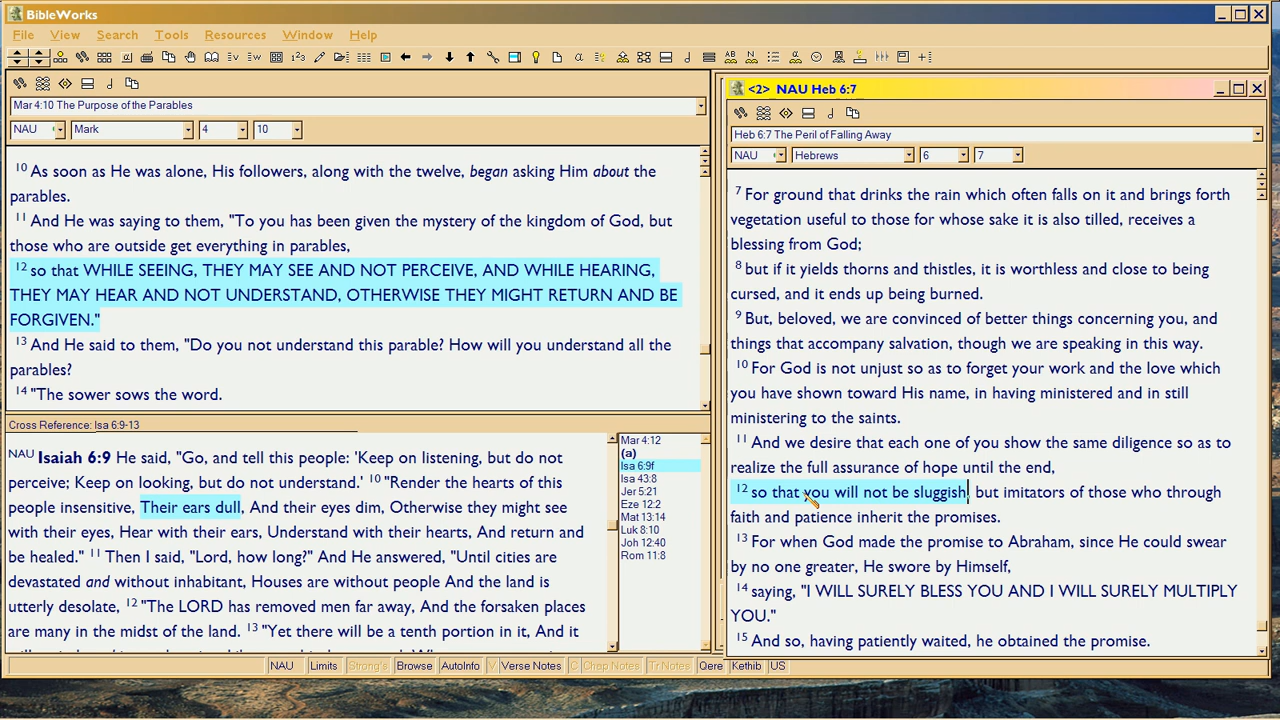 BibleWorks
File View Search Tools Resources Window Help
Mar 4:10 The Purpose of the Parables
NAU Mark 4 10
10 As soon as He was alone, His followers, along with the twelve, began asking Him about the
parables.
11 And He was saying to them, "To you has been given the mystery of the kingdom of God, but
those who are outside get everything in parables,
12 so that WHILE SEEING, THEY MAY SEE AND NOT PERCEIVE, AND WHILE HEARING,
THEY MAY HEAR AND NOT UNDERSTAND, OTHERWISE THEY MIGHT RETURN AND BE
FORGIVEN."
13 And He said to them, "Do you not understand this parable? How will you understand all the
parables?
14 "The sower sows the word.
Cross Reference: Isa 6:9-13
NAU Isaiah 6:9 He said, "Go, and tell this people: 'Keep on listening, but do not
perceive; Keep on looking, but do not understand.' 10 "Render the hearts of this
people insensitive, Their ears dull, And their eyes dim, Otherwise they might see
with their eyes, Hear with their ears, Understand with their hearts, And return and
be healed." 11 Then I said, "Lord, how long?" And He answered, "Until cities are
devastated and without inhabitant, Houses are without people And the land is
utterly desolate, 12 "The LORD has removed men far away, And the forsaken places
are many in the midst of the land. 13 "Yet there will be a tenth portion in it, And it
Mar 4:12
(a)
Isa 6:9f
Isa 43:8
Jer 5:21
Eze 12:2
Mat 13:14
Luk 8:10
Joh 12:40
Rom 11:8
<2> NAU Heb 6:7
Heb 6:7 The Peril of Falling Away
NAU Hebrews 6 7
7 For ground that drinks the rain which often falls on it and brings forth
vegetation useful to those for whose sake it is also tilled, receives a
blessing from God;
8 but if it yields thorns and thistles, it is worthless and close to being
cursed, and it ends up being burned.
9 But, beloved, we are convinced of better things concerning you, and
things that accompany salvation, though we are speaking in this way.
10 For God is not unjust so as to forget your work and the love which
you have shown toward His name, in having ministered and in still
ministering to the saints.
11 And we desire that each one of you show the same diligence so as to
realize the full assurance of hope until the end,
12 so that you will not be sluggish, but imitators of those who through
faith and patience inherit the promises.
13 For when God made the promise to Abraham, since He could swear
by no one greater, He swore by Himself,
14 saying, "I WILL SURELY BLESS YOU AND I WILL SURELY MULTIPLY
YOU."
15 And so, having patiently waited, he obtained the promise.
NAU Limits Strong's Browse AutoInfo V Verse Notes C Chap Notes Tr Notes Qere Kethib US